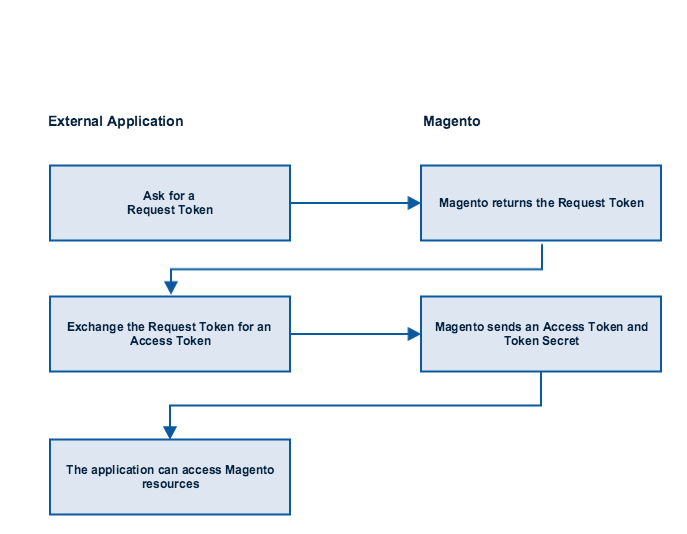 External Application
Magento
Ask for a
Request Token
Magento returns the Request Token
Exchange the Request Token for an
Access Token
Magento sends an Access Token and
Token Secret
The application can access Magento
resources